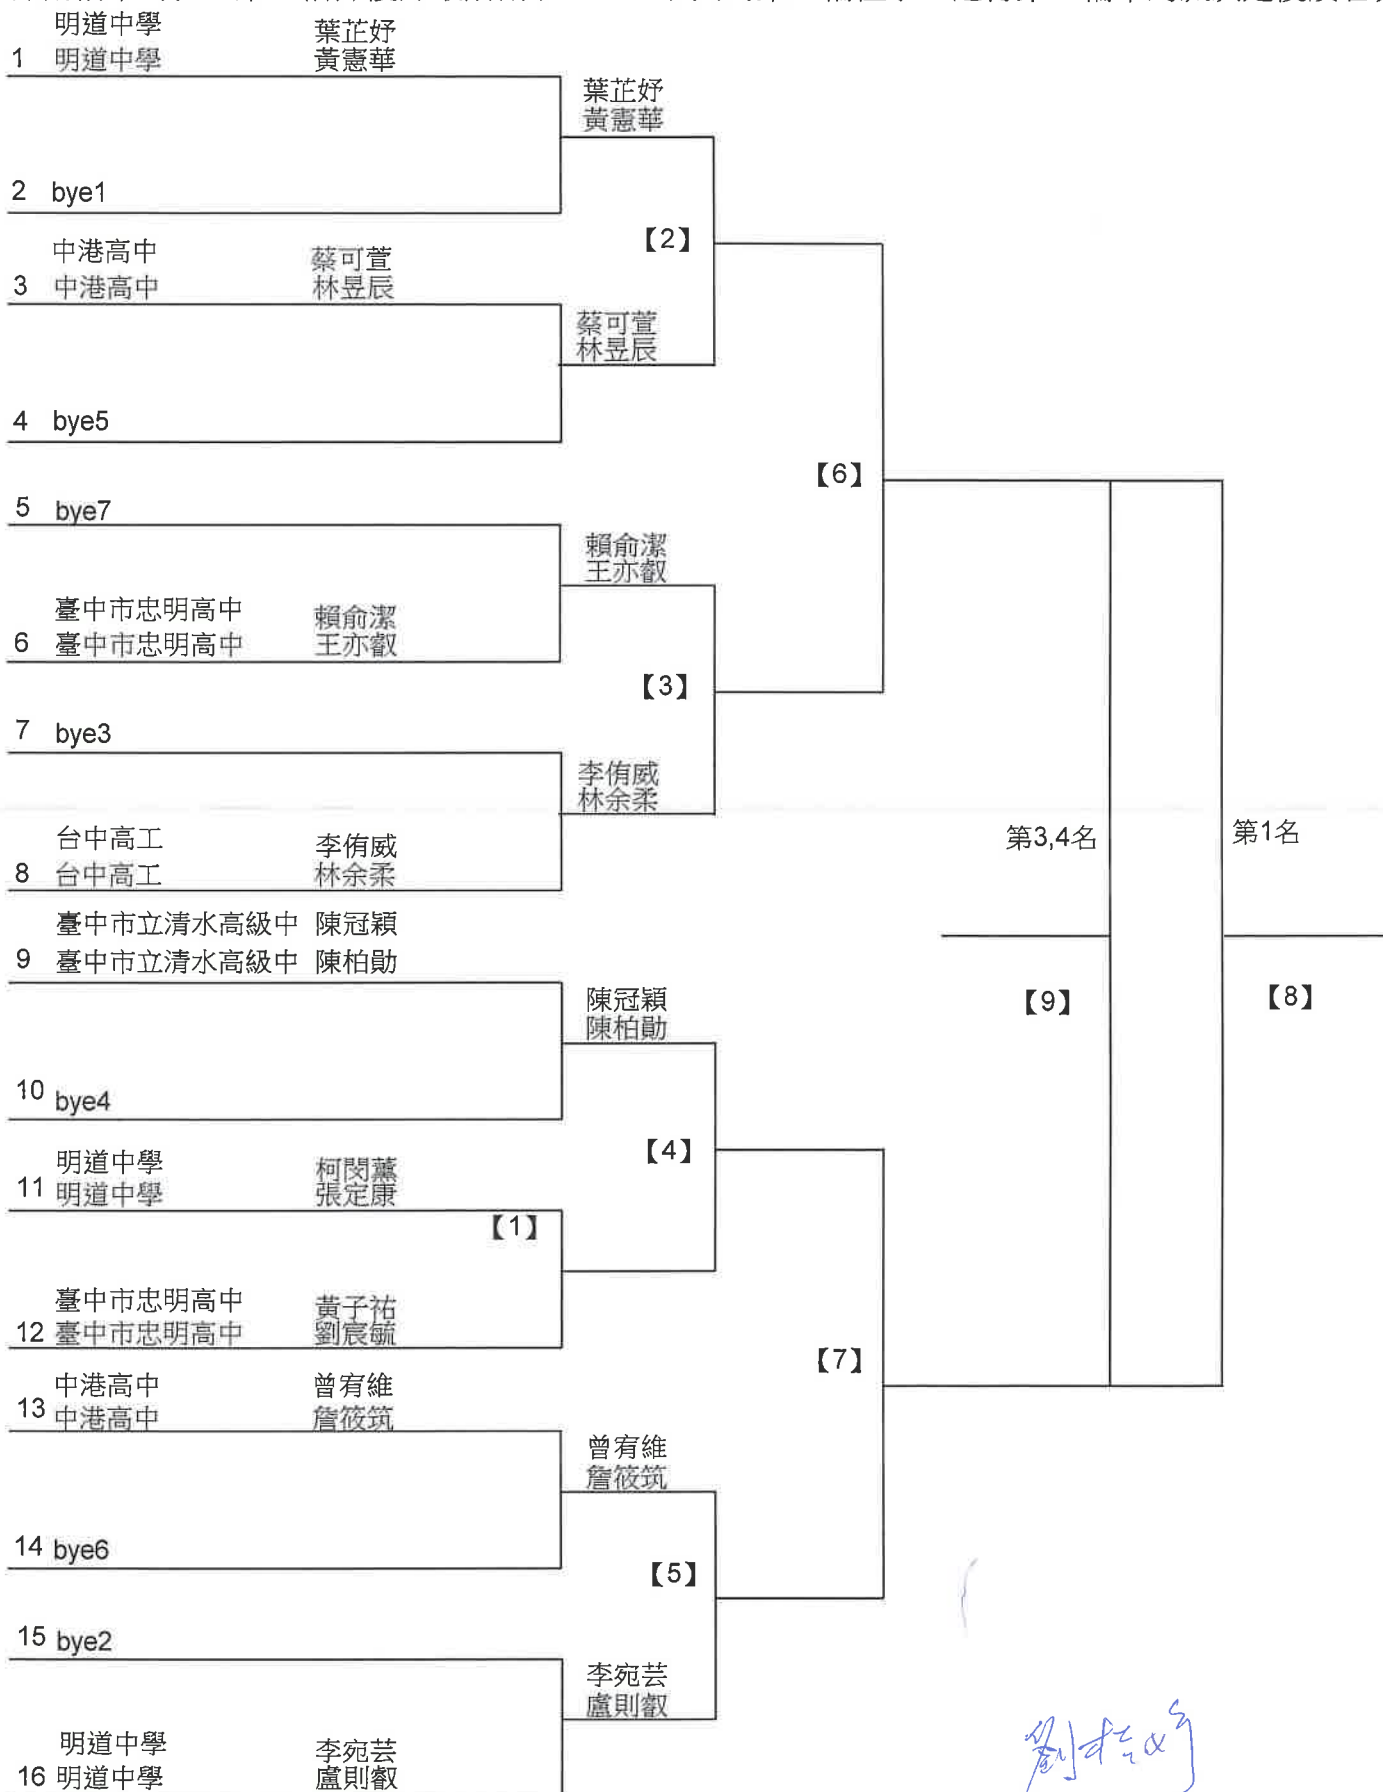 明道中學 葉芷妤
1 明道中學 黃憲華
葉芷妤
黃憲華
2 bye1
【2】
中港高中 蔡可萱
3 中港高中 林昱辰
蔡可萱
林昱辰
4 bye5
【6】
5 bye7
賴俞潔
王亦叡
臺中市忠明高中 賴俞潔
6 臺中市忠明高中 王亦叡
【3】
7 bye3
李侑威
林余柔
第3,4名 第1名
台中高工 李侑威
8 台中高工 林余柔
臺中市立清水高級中 陳冠穎
9 臺中市立清水高級中 陳柏勛
陳冠穎
陳柏勛
【9】 【8】
10 bye4
【4】
明道中學 柯閔薰
11 明道中學 張定康
【1】
臺中市忠明高中 黃子祐
12 臺中市忠明高中 劉宸毓
【7】
中港高中 曾宥維
13 中港高中 詹筱筑
曾宥維
詹筱筑
14 bye6
【5】
15 bye2
李宛芸
盧則叡
明道中學 李宛芸
16 明道中學 盧則叡